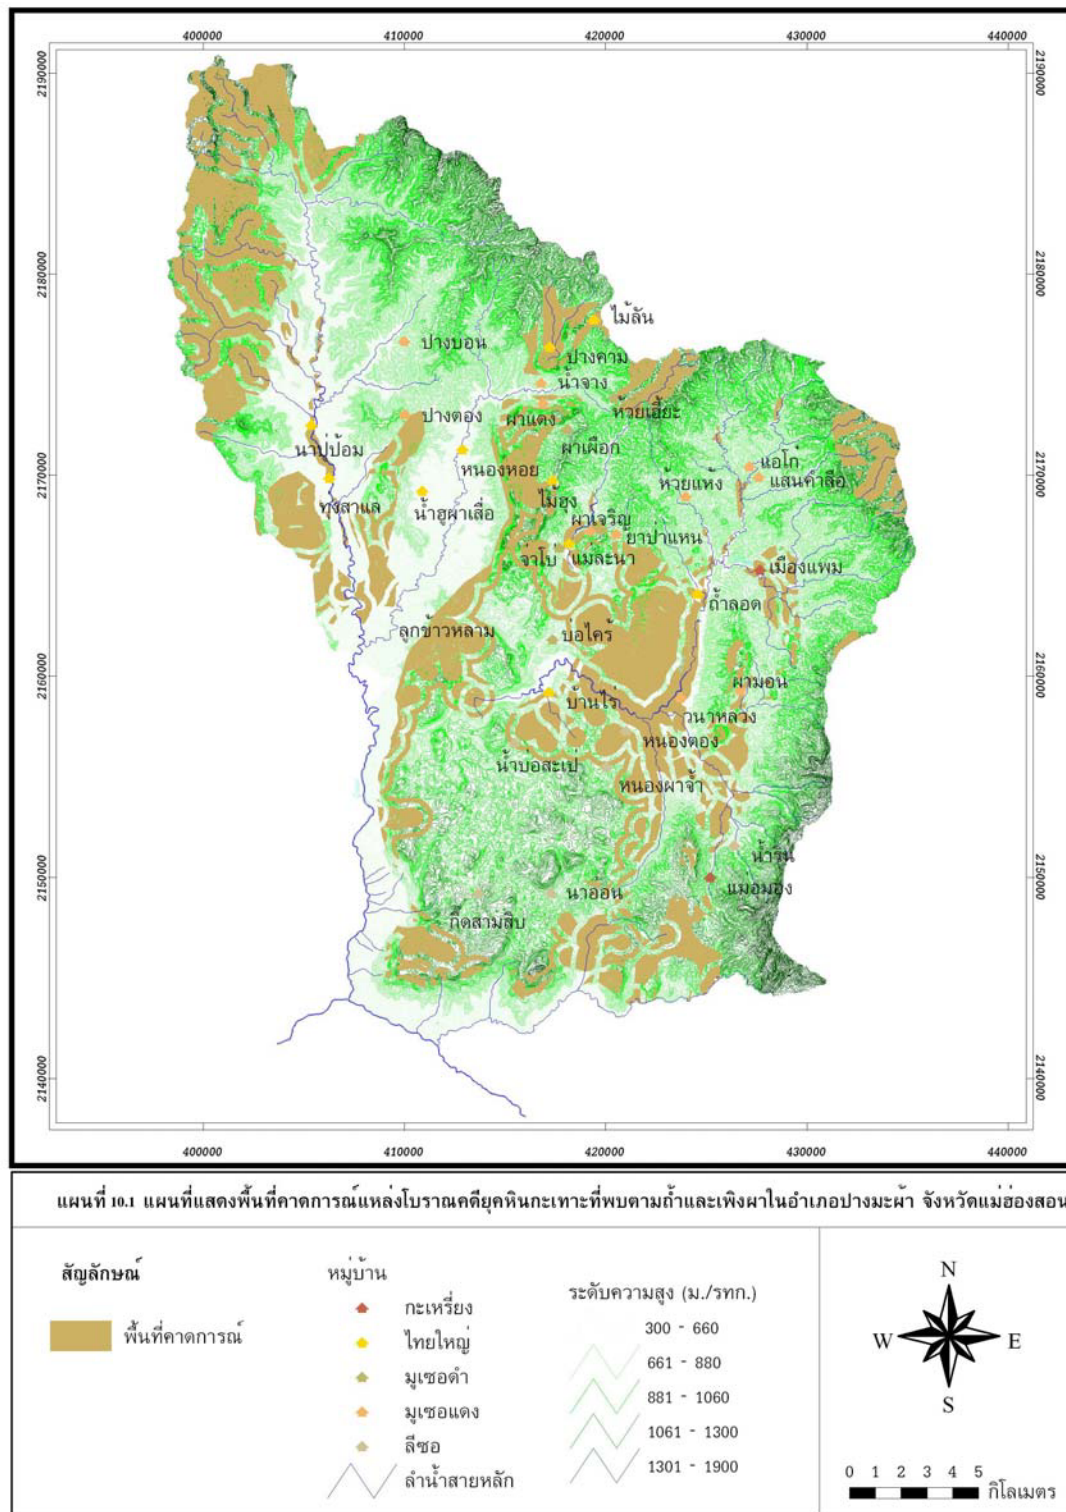 400000 410000 420000 430000 440000
2190000 2190000
2180000 2180000
ไม้ลัน
ปางบอน
ปางคาม
น้ำจาง
ห้วยเฮี้ยะ
ปางตอง
ผาแดง
นาปู่ป้อม
ผาเผือก
หนองหอย
แอโก๋
2170000 2170000
ห้วยแห้ง
แสนคำลือ
ทุ่งสาแล
น้ำฮูผาเสื่อ
ไม้ฮุง
ผาเจริญ
ยาป่าแหน
จ่าโบ่
แม่ละนา
เมืองแพม
ถ้ำลอด
ลูกข้าวหลาม
บ่อไคร้
2160000 2160000
ผามอน
บ้านไร่
วนาหลวง
หนองตอง
น้ำบ่อสะเป่
หนองผาจ้ำ
น้ำริน
2150000 2150000
แม่อูมอง
นาอ่อน
กึ๊ดสามสิบ
2140000 2140000
400000 410000 420000 430000 440000
แผนที่ 10.1 แผนที่แสดงพื้นที่คาดการณ์แหล่งโบราณคดียุคหินกะเทาะที่พบตามถ้ำและเพิงผาในอำเภอปางมะผ้า จังหวัดแม่ฮ่องสอน
สัญลักษณ์
พื้นที่คาดการณ์
หมู่บ้าน
กะเหรี่ยง
ไทยใหญ่
มูเซอดำ
มูเซอแดง
ลีซอ
ลำน้ำสายหลัก
ระดับความสูง (ม./รทก.)
300 - 660
661 - 880
881 - 1060
1061 - 1300
1301 - 1900
N
W E
S
0 1 2 3 4 5
กิโลเมตร